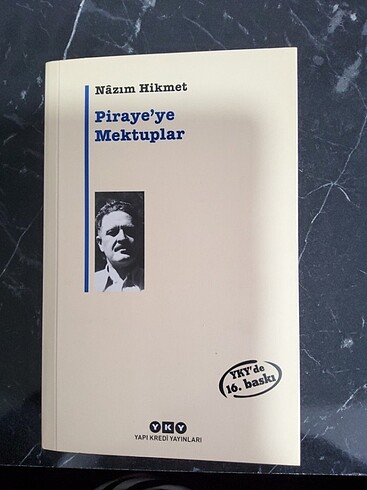 Nâzım Hikmet
Piraye'ye
Mektuplar
YKY'de
16. baskı
YKY
YAPI KREDİ YAYINLARI